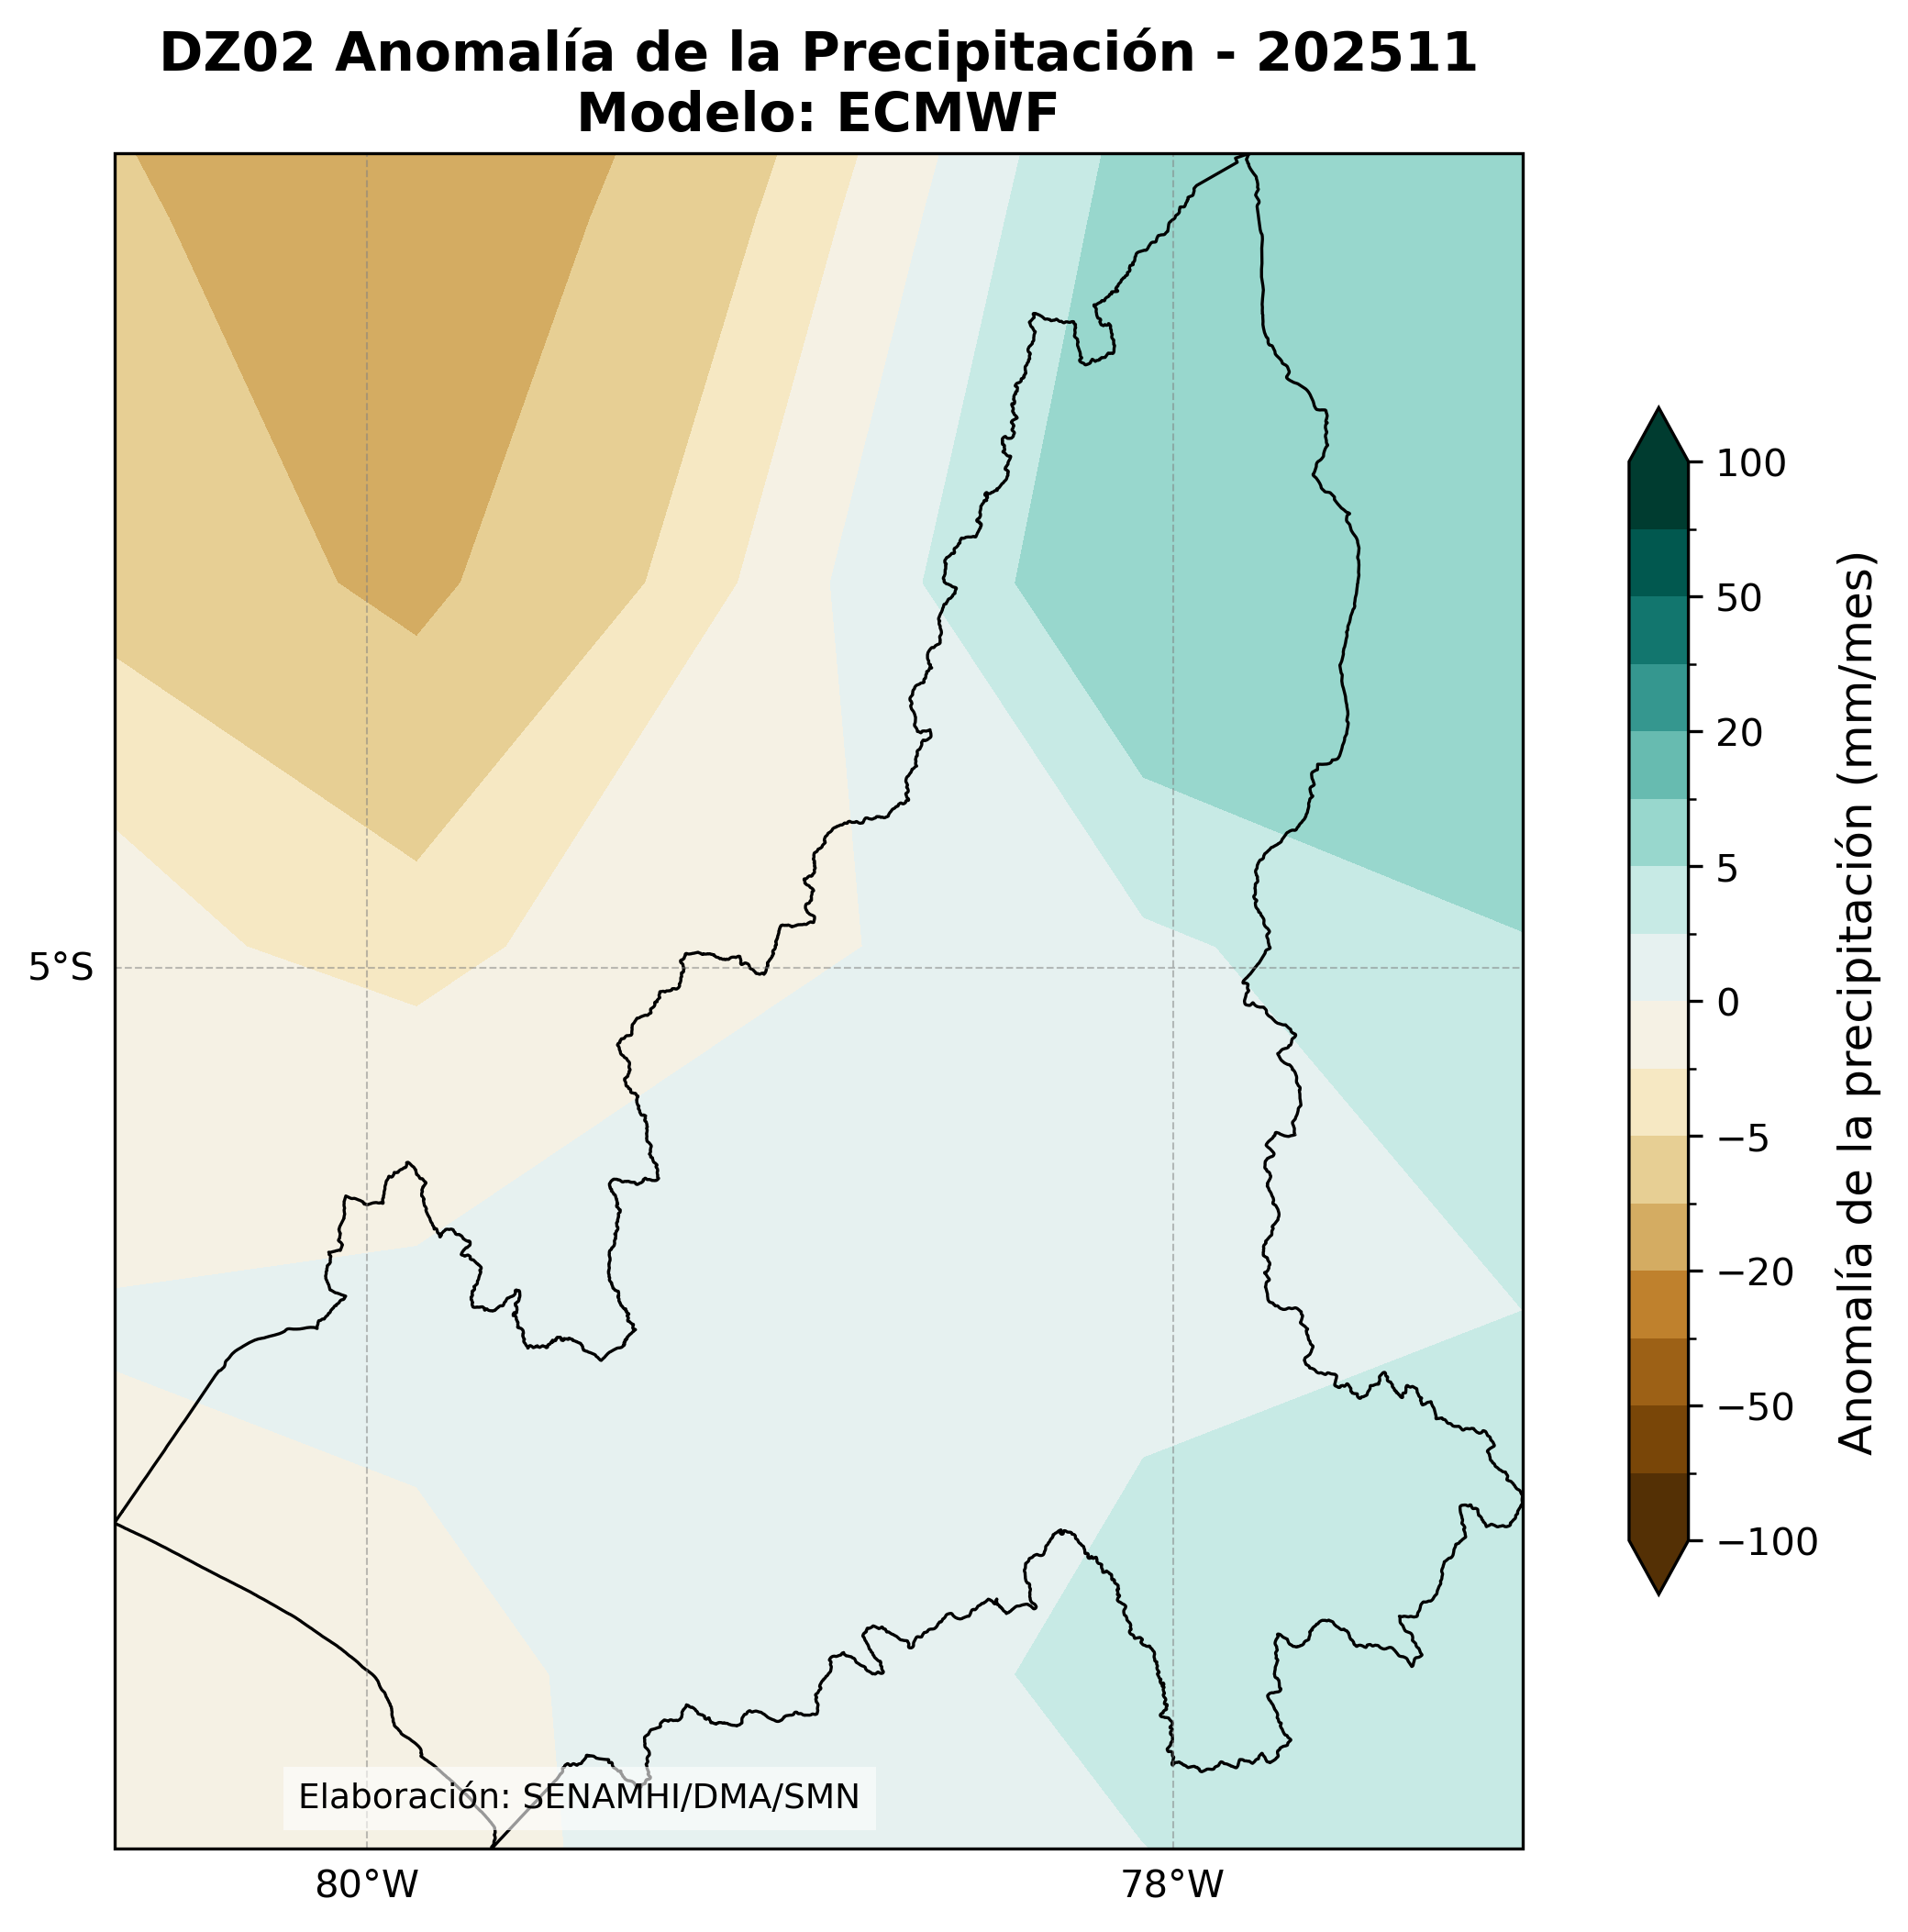 DZ02 Anomalía de la Precipitación - 202511
Modelo: ECMWF
5°S
80°W
78°W
Elaboración: SENAMHI/DMA/SMN
100
50
20
5
0
−5
−20
−50
−100
Anomalía de la precipitación (mm/mes)